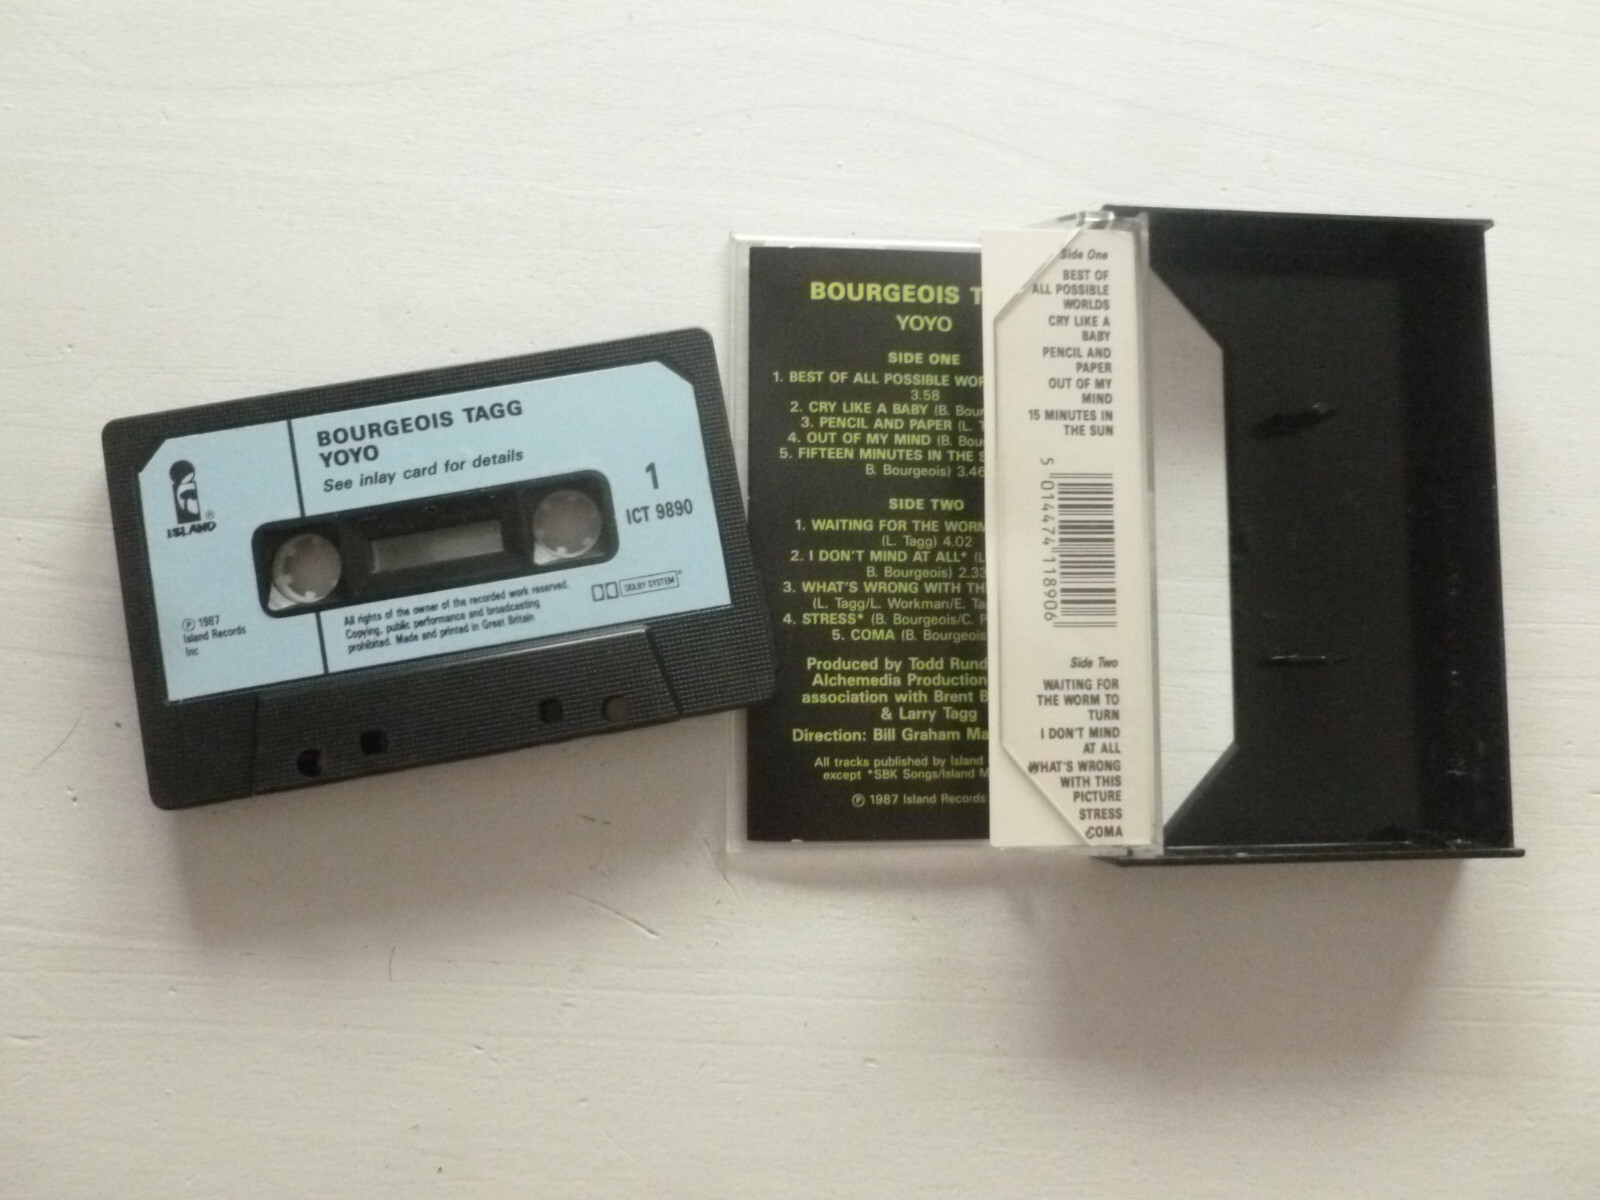 BOURGEOIS TAGG
YOYO
See inlay card for details
1
ICT 9890
ISLAND
®
℗ 1987
Island Records
Inc
All rights of the owner of the recorded work reserved.
Copying, public performance and broadcasting
prohibited. Made and printed in Great Britain
DOLBY SYSTEM
BOURGEOIS T
YOYO
SIDE ONE
1. BEST OF ALL POSSIBLE WOR
3.58
2. CRY LIKE A BABY (B. Bour
3. PENCIL AND PAPER (L. T
4. OUT OF MY MIND (B. Bou
5. FIFTEEN MINUTES IN THE S
B. Bourgeois) 3.46
SIDE TWO
1. WAITING FOR THE WORM
(L. Tagg) 4.02
2. I DON'T MIND AT ALL* (L
B. Bourgeois) 2.33
3. WHAT'S WRONG WITH TH
(L. Tagg/L. Workman/E. Ta
4. STRESS* (B. Bourgeois/C. P
5. COMA (B. Bourgeois
Produced by Todd Rund
Alchemedia Production
association with Brent B
& Larry Tagg
Direction: Bill Graham Ma
All tracks published by Island
except *SBK Songs/Island M
℗ 1987 Island Records
Side One
BEST OF
ALL POSSIBLE
WORLDS
CRY LIKE A
BABY
PENCIL AND
PAPER
OUT OF MY
MIND
15 MINUTES IN
THE SUN
5 014474 118906
Side Two
WAITING FOR
THE WORM TO
TURN
I DON'T MIND
AT ALL
WHAT'S WRONG
WITH THIS
PICTURE
STRESS
COMA